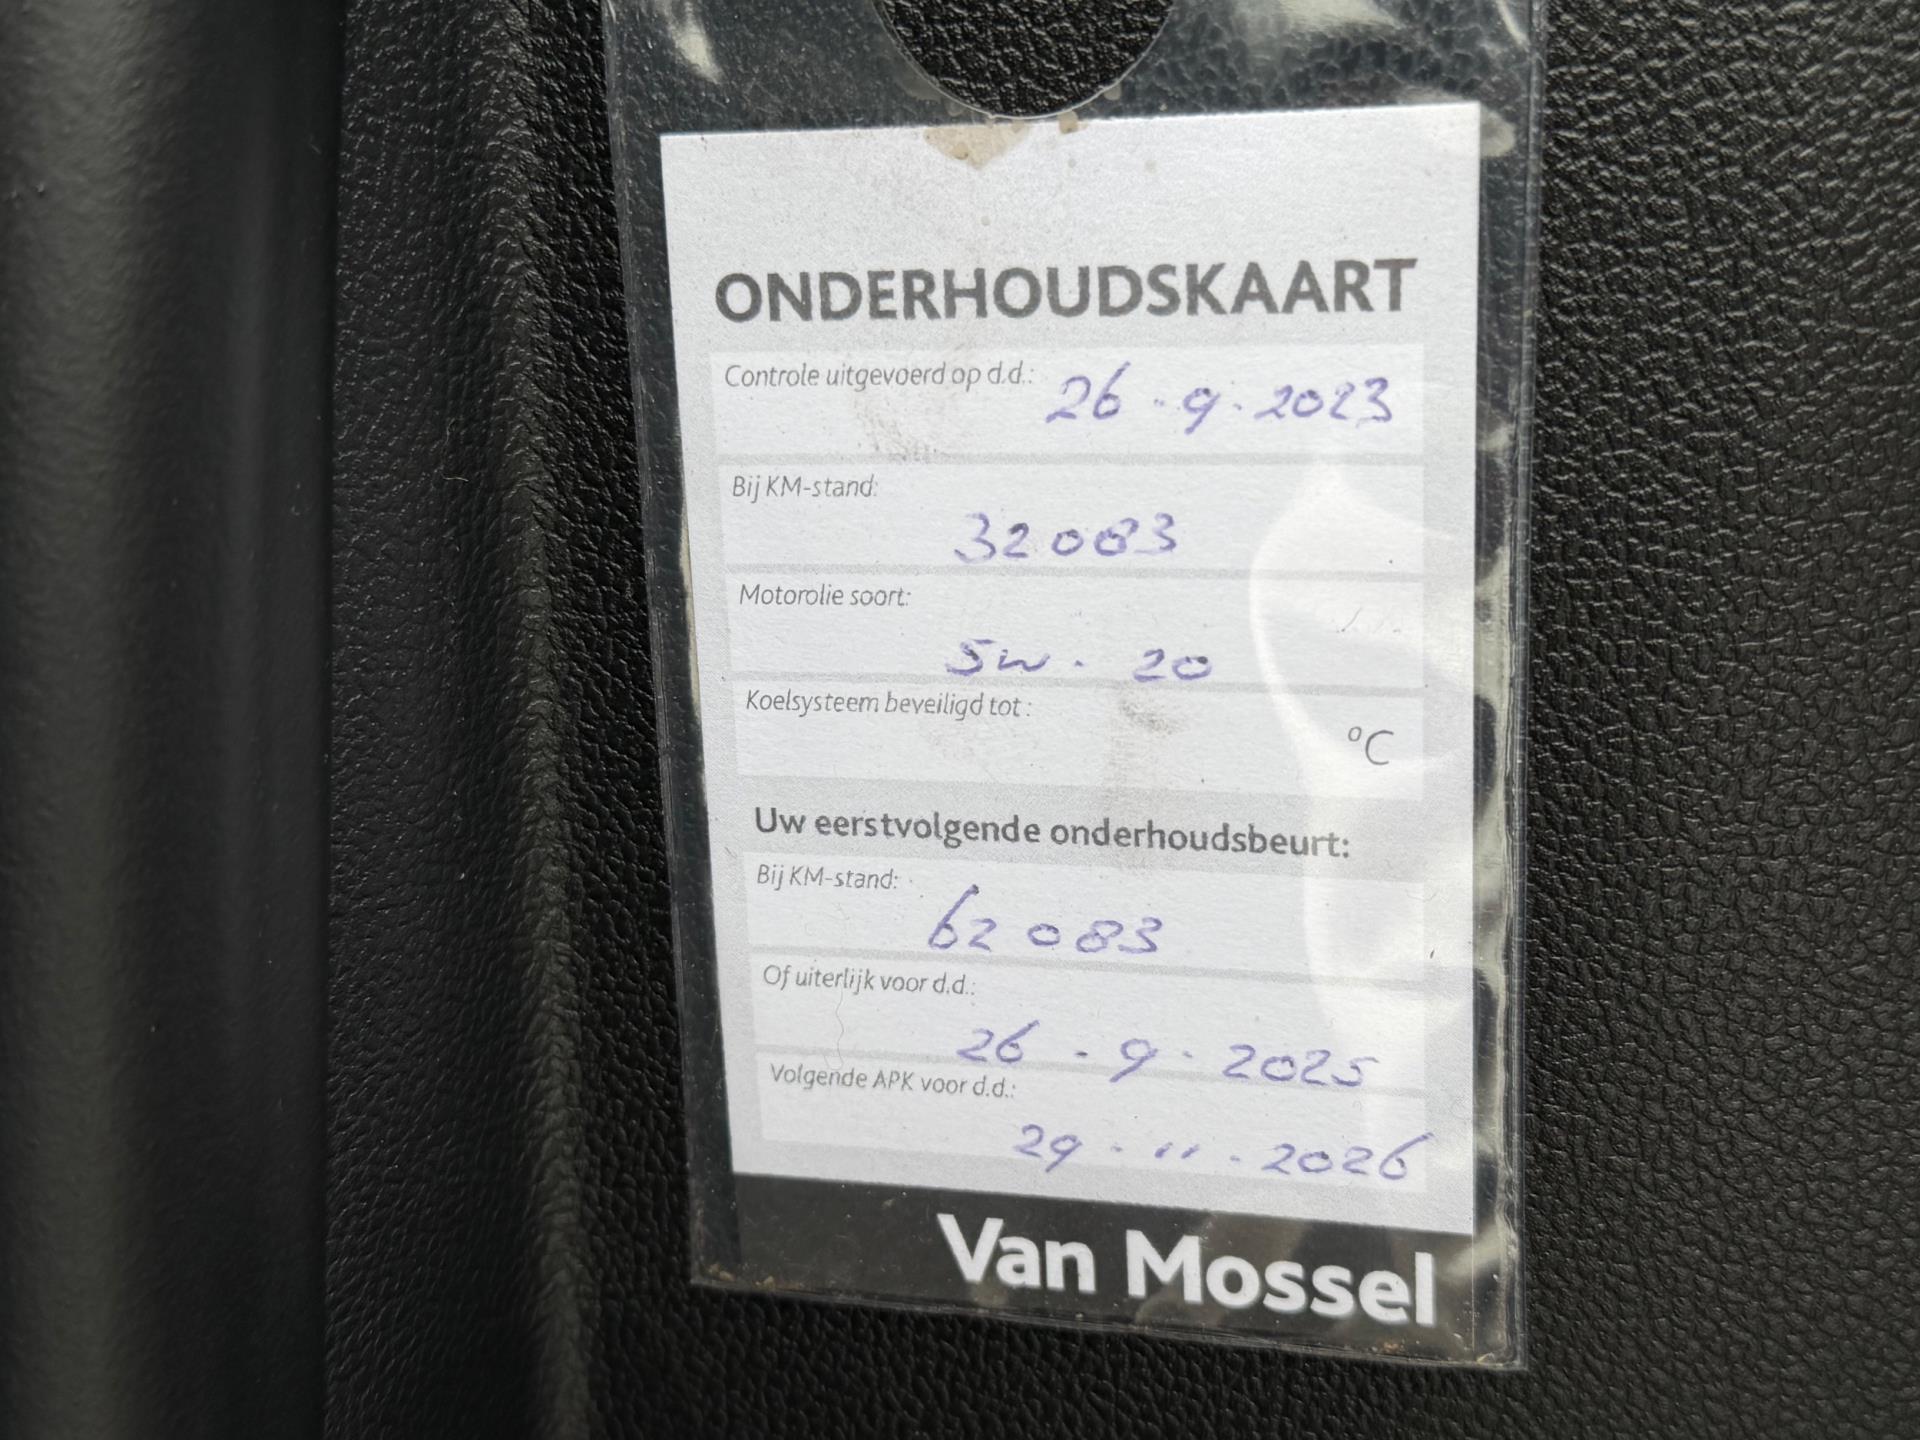 ONDERHOUDSKAART
Controle uitgevoerd op d.d.: 26 - 9 - 2023
Bij KM-stand:
32083
Motorolie soort:
5w - 20
Koelsysteem beveiligd tot :
°C
Uw eerstvolgende onderhoudsbeurt:
Bij KM-stand:
62083
Of uiterlijk voor d.d.:
26 - 9 - 2025
Volgende APK voor d.d.:
29 - 11 - 2026
Van Mossel